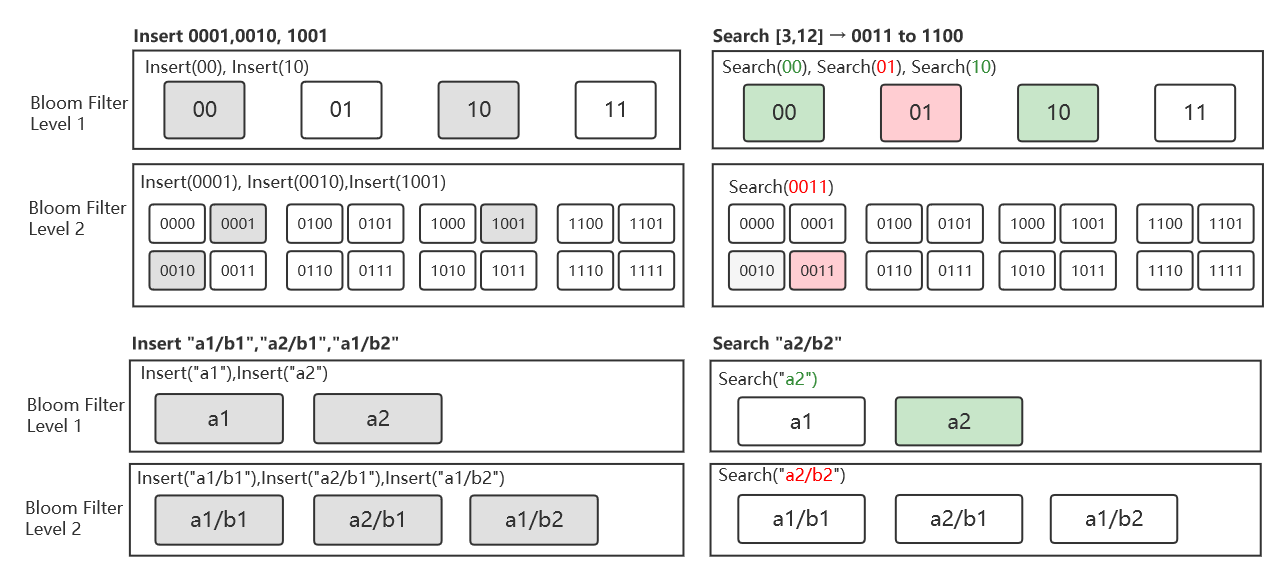 Insert 0001,0010, 1001
Search [3,12] → 0011 to 1100
Bloom Filter
Level 1
Insert(00), Insert(10)
00 01 10 11
Search(00), Search(01), Search(10)
00 01 10 11
Bloom Filter
Level 2
Insert(0001), Insert(0010),Insert(1001)
0000 0001 0100 0101 1000 1001 1100 1101
0010 0011 0110 0111 1010 1011 1110 1111
Search(0011)
0000 0001 0100 0101 1000 1001 1100 1101
0010 0011 0110 0111 1010 1011 1110 1111
Insert "a1/b1","a2/b1","a1/b2"
Search "a2/b2"
Bloom Filter
Level 1
Insert("a1"),Insert("a2")
a1 a2
Search("a2")
a1 a2
Bloom Filter
Level 2
Insert("a1/b1"),Insert("a2/b1"),Insert("a1/b2")
a1/b1 a2/b1 a1/b2
Search("a2/b2")
a1/b1 a2/b1 a1/b2